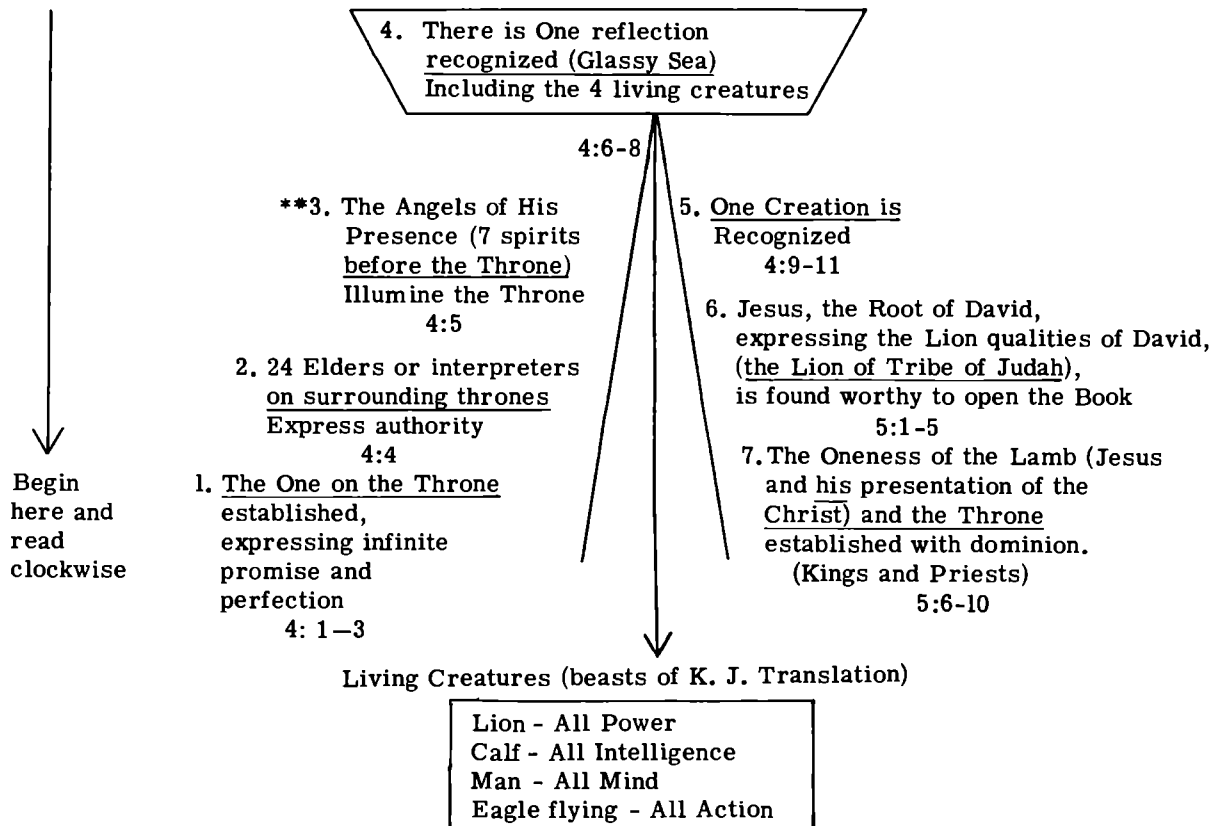 4. There is One reflection
recognized (Glassy Sea)
Including the 4 living creatures
4:6-8
**3. The Angels of His
Presence (7 spirits
before the Throne)
Illumine the Throne
4:5
2. 24 Elders or interpreters
on surrounding thrones
Express authority
4:4
Begin
here and
read
clockwise
1. The One on the Throne
established,
expressing infinite
promise and
perfection
4: 1—3
5. One Creation is
Recognized
4:9-11
6. Jesus, the Root of David,
expressing the Lion qualities of David,
(the Lion of Tribe of Judah),
is found worthy to open the Book
5:1-5
7. The Oneness of the Lamb (Jesus
and his presentation of the
Christ) and the Throne
established with dominion.
(Kings and Priests)
5:6-10
Living Creatures (beasts of K. J. Translation)
Lion - All Power
Calf - All Intelligence
Man - All Mind
Eagle flying - All Action